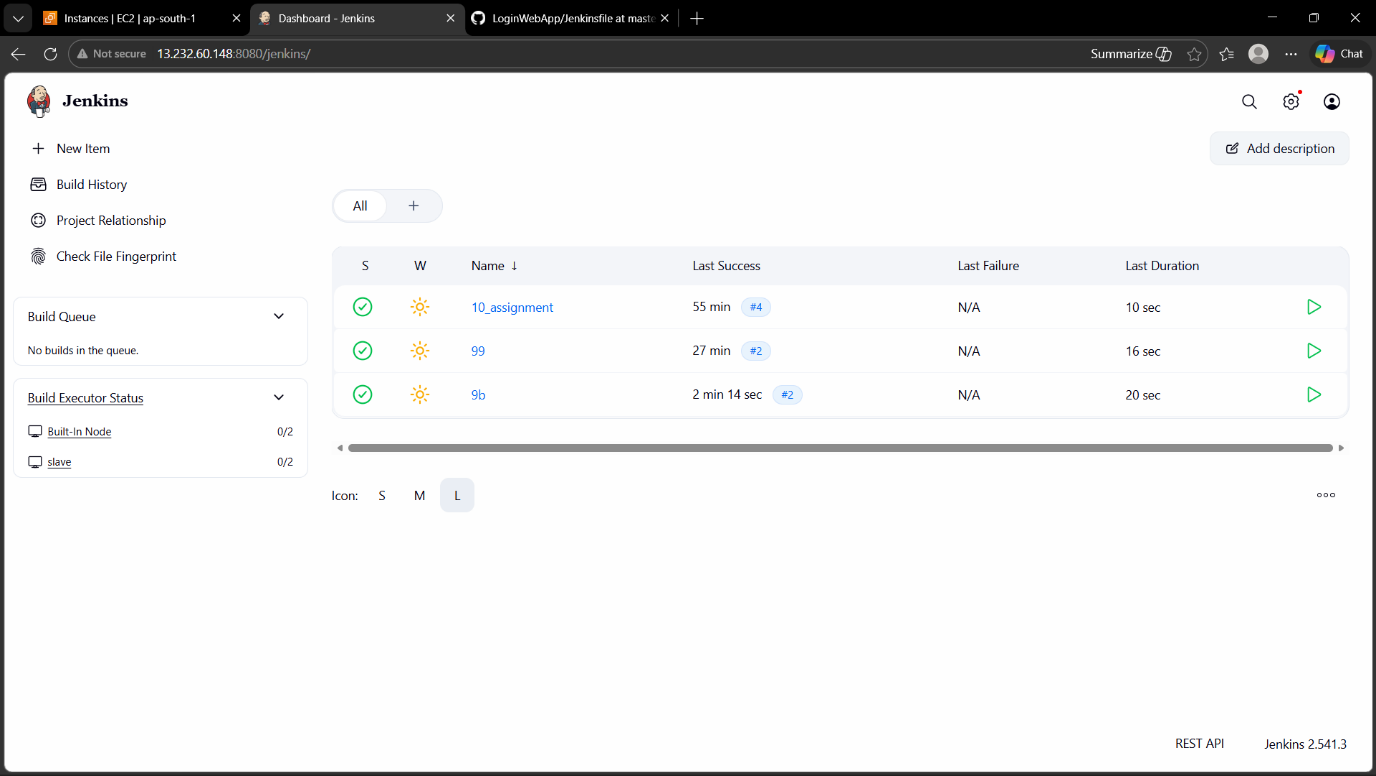 Instances | EC2 | ap-south-1
Dashboard - Jenkins
LoginWebApp/Jenkinsfile at maste
Not secure 13.232.60.148:8080/jenkins/
Summarize
Chat
Jenkins
New Item
Add description
Build History
All
Project Relationship
Check File Fingerprint
S W Name ↓ Last Success Last Failure Last Duration
10_assignment 55 min #4 N/A 10 sec
99 27 min #2 N/A 16 sec
9b 2 min 14 sec #2 N/A 20 sec
Build Queue
No builds in the queue.
Build Executor Status
Built-In Node 0/2
slave 0/2
Icon: S M L
REST API Jenkins 2.541.3